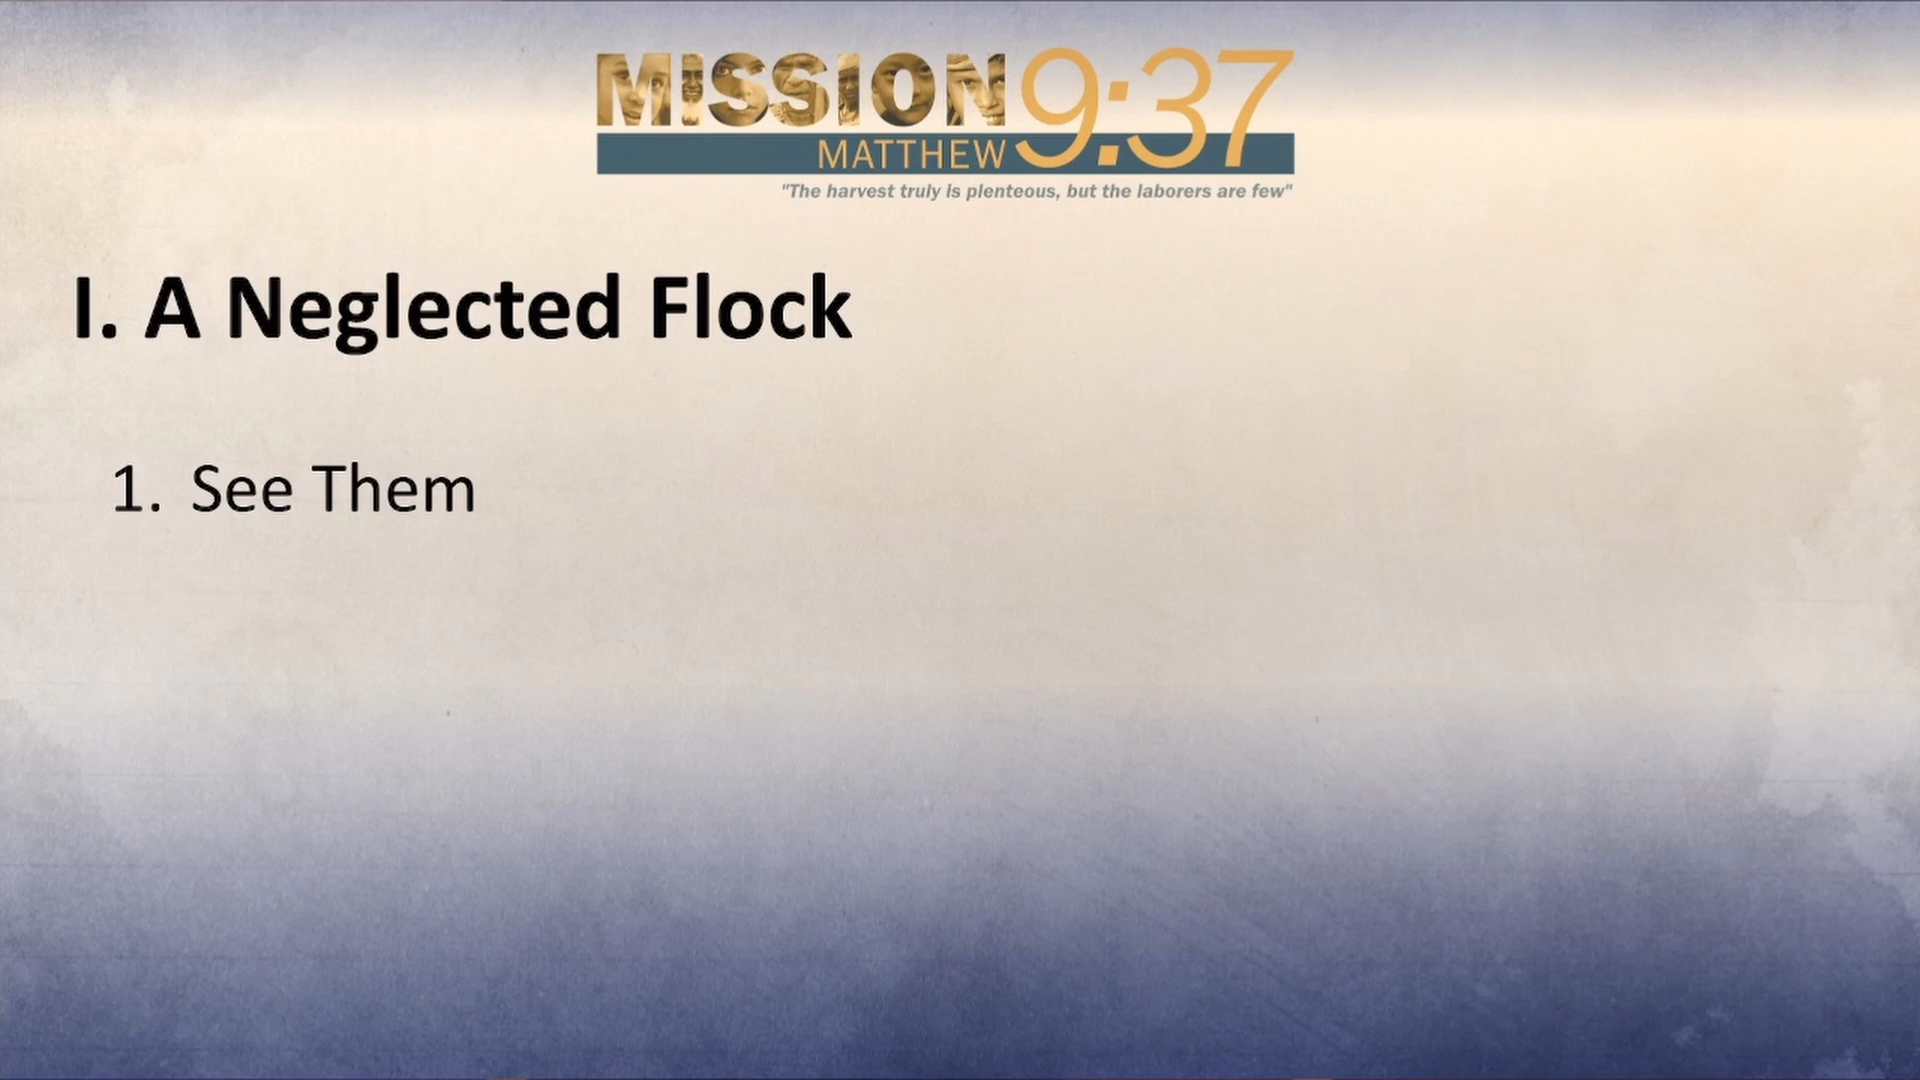 MISSION 9:37
MATTHEW
"The harvest truly is plenteous, but the laborers are few"
I. A Neglected Flock
1. See Them